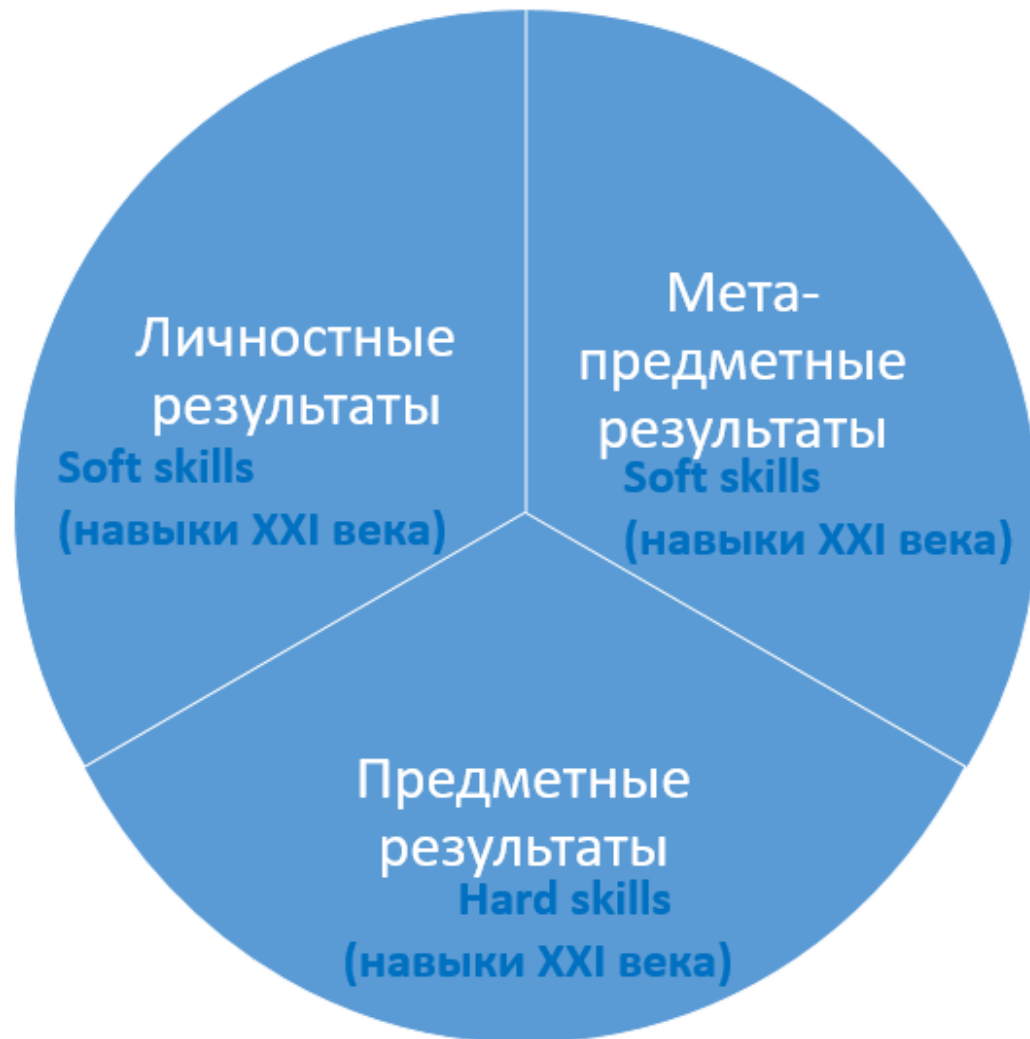 Личностные
результаты
Soft skills
(навыки XXI века)
Мета-
предметные
результаты
Soft skills
(навыки XXI века)
Предметные
результаты
Hard skills
(навыки XXI века)